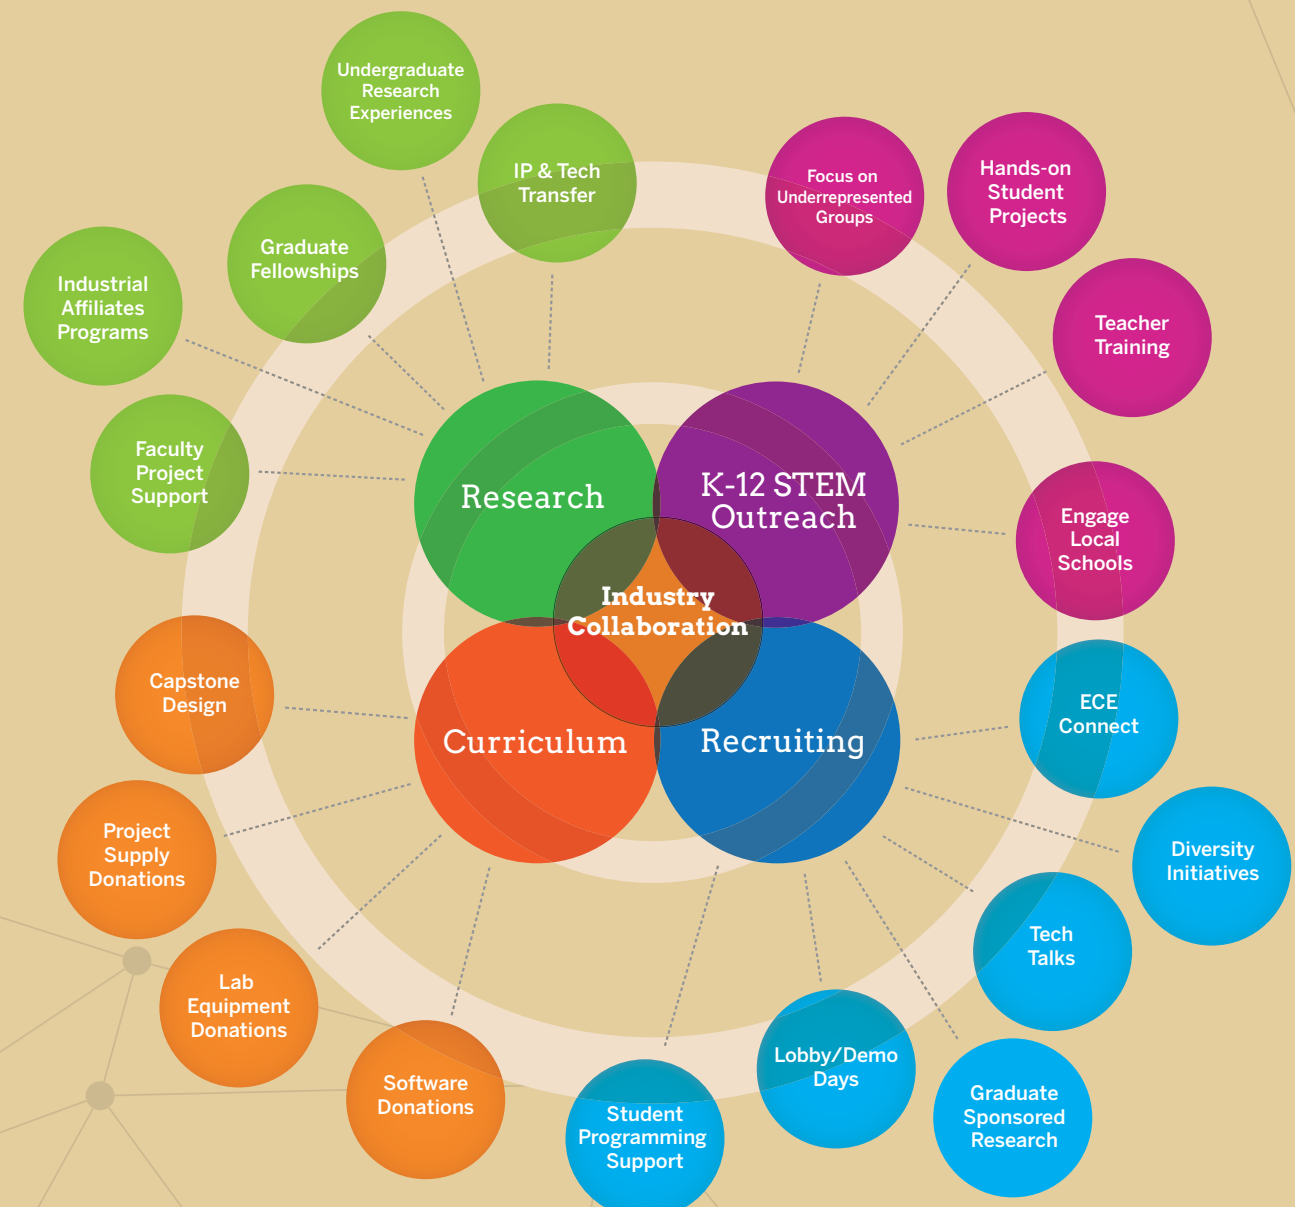 Undergraduate
Research
Experiences
IP & Tech
Transfer
Graduate
Fellowships
Industrial
Affiliates
Programs
Faculty
Project
Support
Focus on
Underrepresented
Groups
Hands-on
Student
Projects
Teacher
Training
Engage
Local
Schools
Research
K-12 STEM
Outreach
Industry
Collaboration
Curriculum
Recruiting
Capstone
Design
Project
Supply
Donations
Lab
Equipment
Donations
Software
Donations
ECE
Connect
Diversity
Initiatives
Tech
Talks
Graduate
Sponsored
Research
Lobby/Demo
Days
Student
Programming
Support